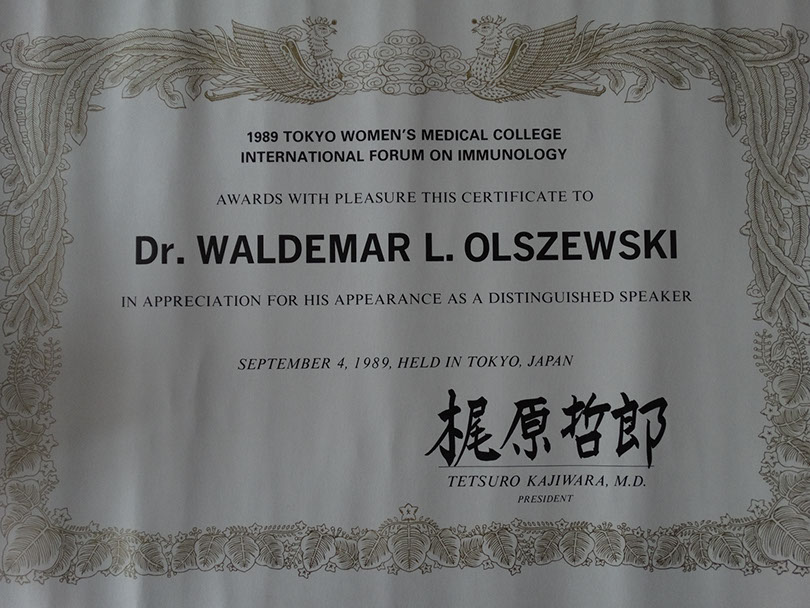 1989 TOKYO WOMEN'S MEDICAL COLLEGE
INTERNATIONAL FORUM ON IMMUNOLOGY
AWARDS WITH PLEASURE THIS CERTIFICATE TO
Dr. WALDEMAR L. OLSZEWSKI
IN APPRECIATION FOR HIS APPEARANCE AS A DISTINGUISHED SPEAKER
SEPTEMBER 4, 1989, HELD IN TOKYO, JAPAN
梶原哲郎
TETSURO KAJIWARA, M.D.
PRESIDENT